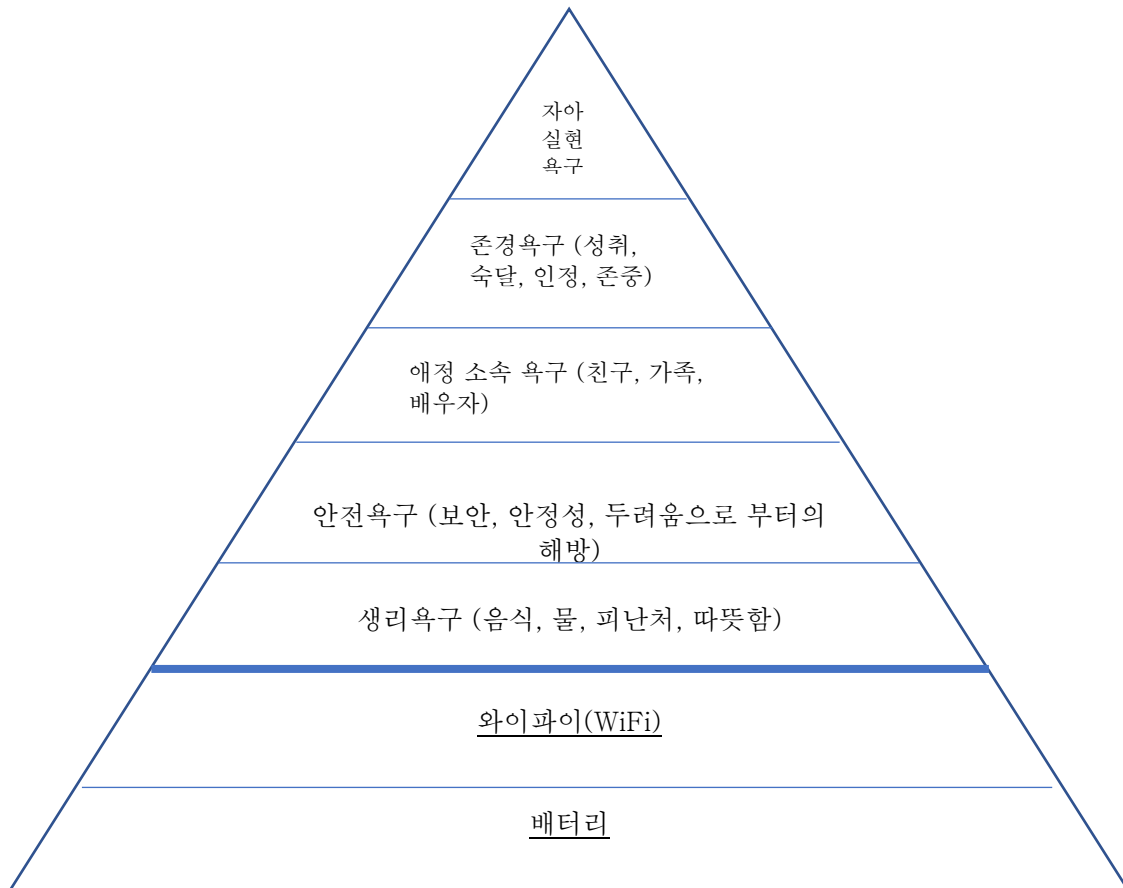 자아
실현
욕구
존경욕구 (성취,
숙달, 인정, 존중)
애정 소속 욕구 (친구, 가족,
배우자)
안전욕구 (보안, 안정성, 두려움으로 부터의
해방)
생리욕구 (음식, 물, 피난처, 따뜻함)
와이파이(WiFi)
배터리